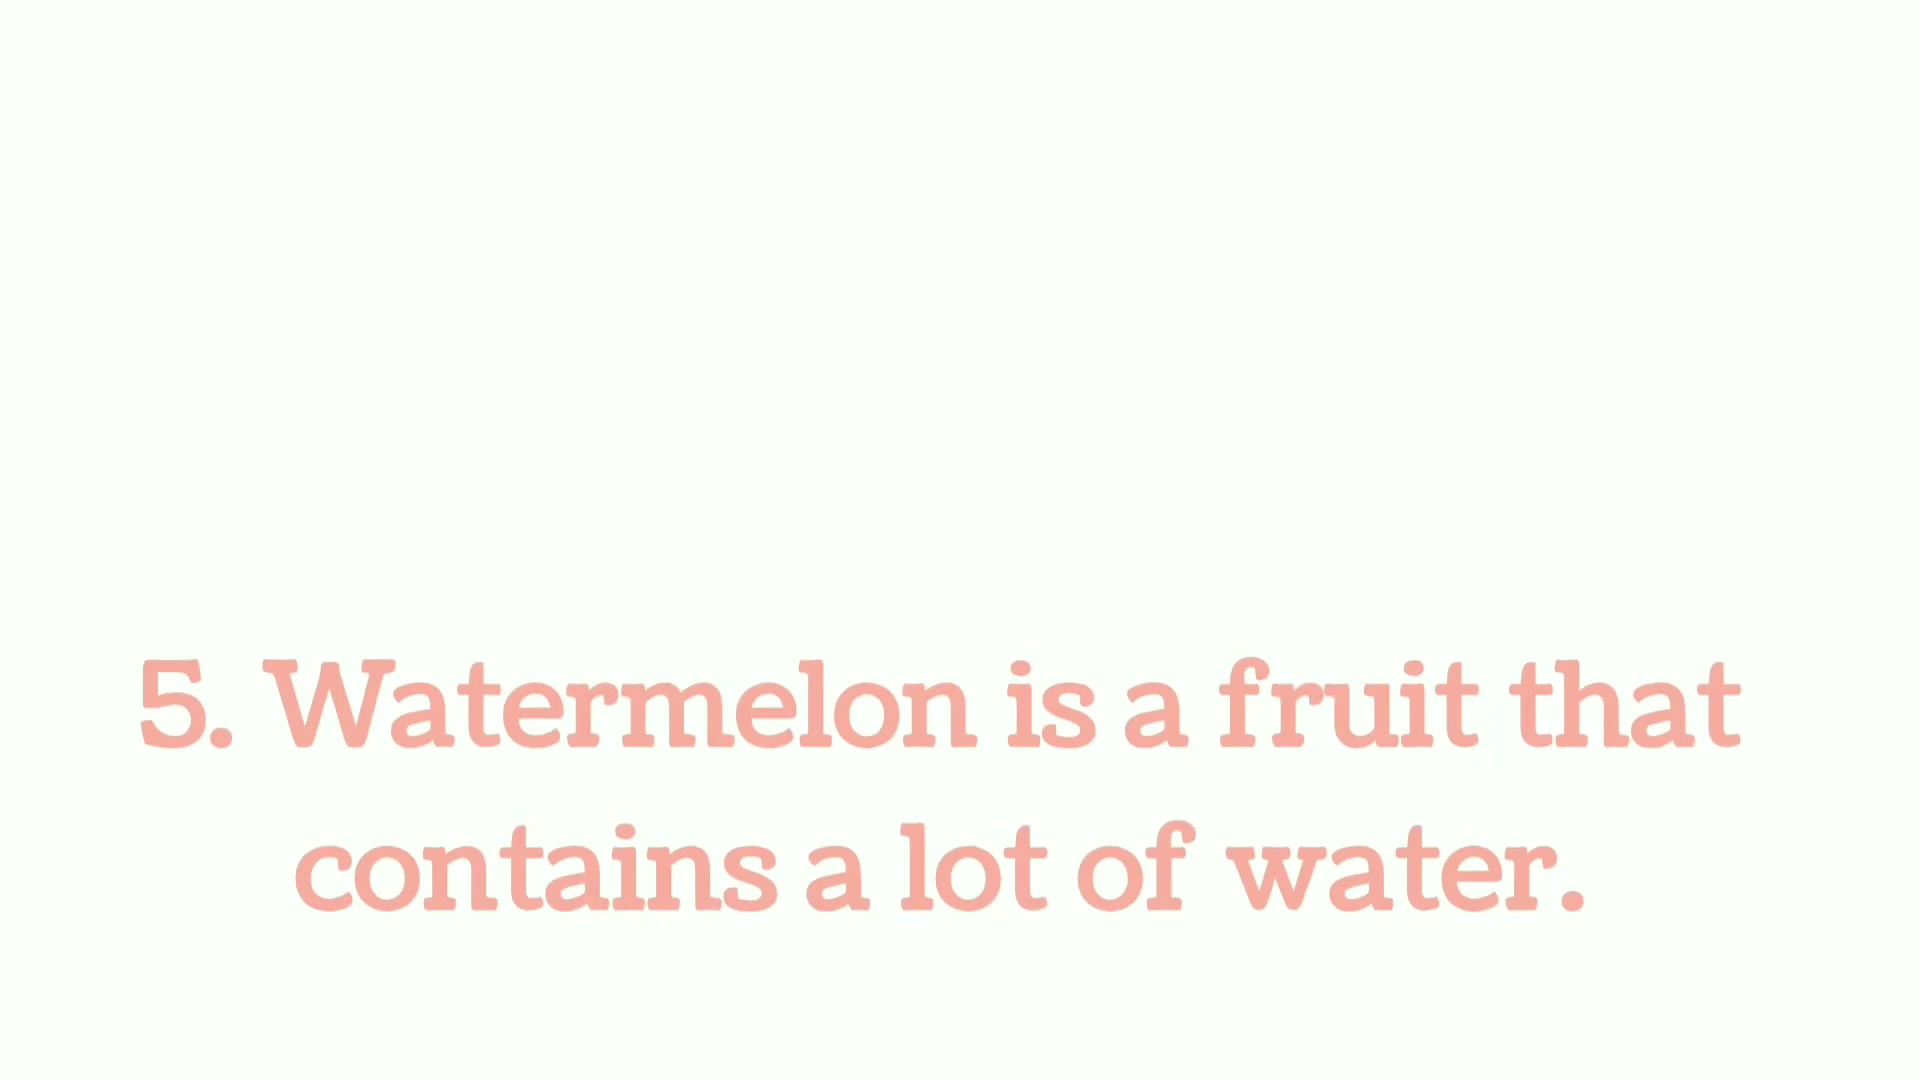 5. Watermelon is a fruit that
contains a lot of water.